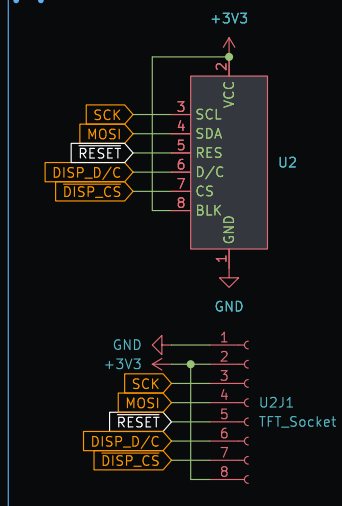 +3V3
2
VCC
SCK 3 SCL
MOSI 4 SDA
RESET 5 RES
DISP_D/C 6 D/C
DISP_CS 7 CS
8 BLK
U2
GND
1
GND
GND 1
+3V3 2
SCK 3
MOSI 4 U2J1
RESET 5 TFT_Socket
DISP_D/C 6
DISP_CS 7
8